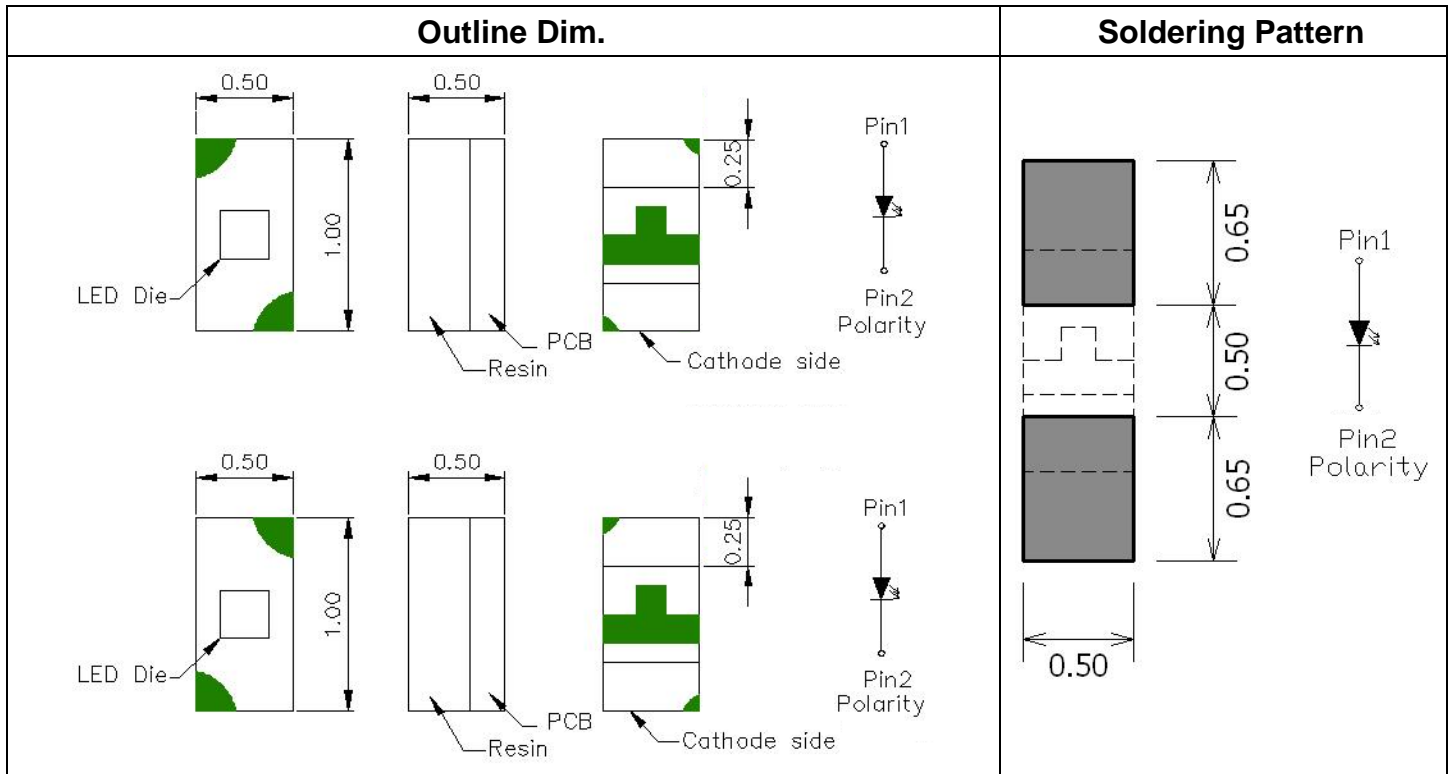 Outline Dim.
Soldering Pattern
0.50
0.50
0.25
1.00
LED Die
Resin
PCB
Cathode side
Pin1
Pin2
Polarity
0.50
0.50
0.25
1.00
LED Die
Resin
PCB
Cathode side
Pin1
Pin2
Polarity
0.65
0.50
0.65
0.50
Pin1
Pin2
Polarity